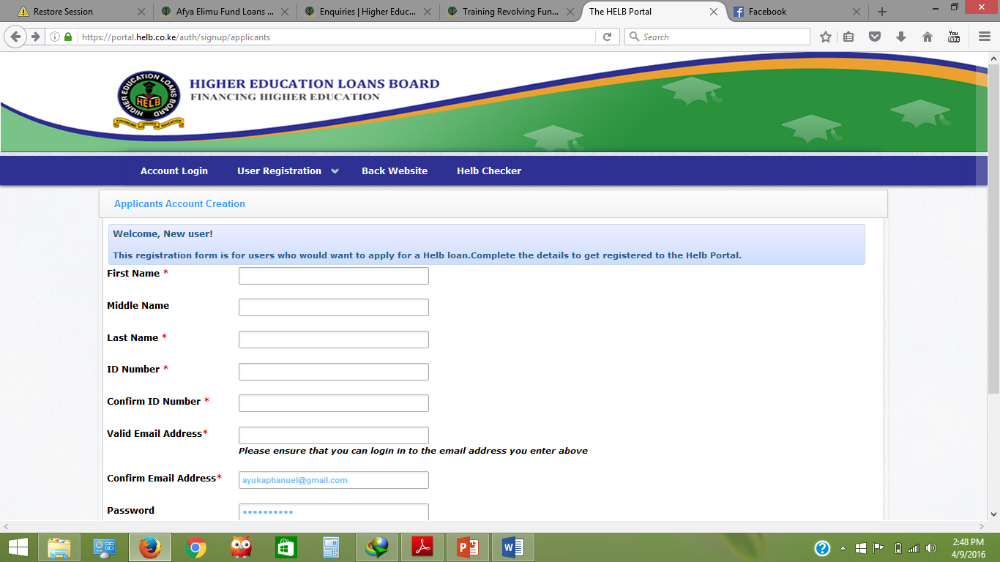 Restore Session
Afya Elimu Fund Loans ...
Enquiries | Higher Educ...
Training Revolving Fun...
The HELB Portal
Facebook
https://portal.helb.co.ke/auth/signup/applicants
Search
You Tube
HIGHER EDUCATION LOANS BOARD
HELB
FINANCING HIGHER EDUCATION
HIGHER EDUCATION LOANS BOARD
FINANCING HIGHER EDUCATION
Account Login
User Registration
Back Website
Helb Checker
Applicants Account Creation
Welcome, New user!
This registration form is for users who would want to apply for a Helb loan.Complete the details to get registered to the Helb Portal.
First Name *
Middle Name
Last Name *
ID Number *
Confirm ID Number *
Valid Email Address*
Please ensure that you can login in to the email address you enter above
Confirm Email Address*
ayukaphanuel@gmail.com
Password
••••••••••
2:48 PM
4/9/2016